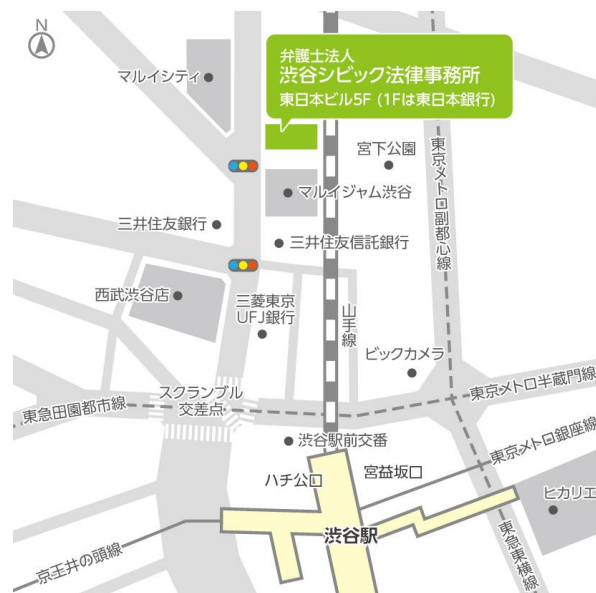 N
弁護士法人
渋谷シビック法律事務所
東日本ビル5F (1Fは東日本銀行)
マルイシティ
宮下公園
東京メトロ副都心線
マルイジャム渋谷
三井住友銀行
三井住友信託銀行
西武渋谷店
三菱東京
UFJ銀行
山手線
ビックカメラ
スクランブル
交差点
東急田園都市線
東京メトロ半蔵門線
渋谷駅前交番
ハチ公口
宮益坂口
東京メトロ銀座線
ヒカリエ
渋谷駅
京王井の頭線
東急東横線